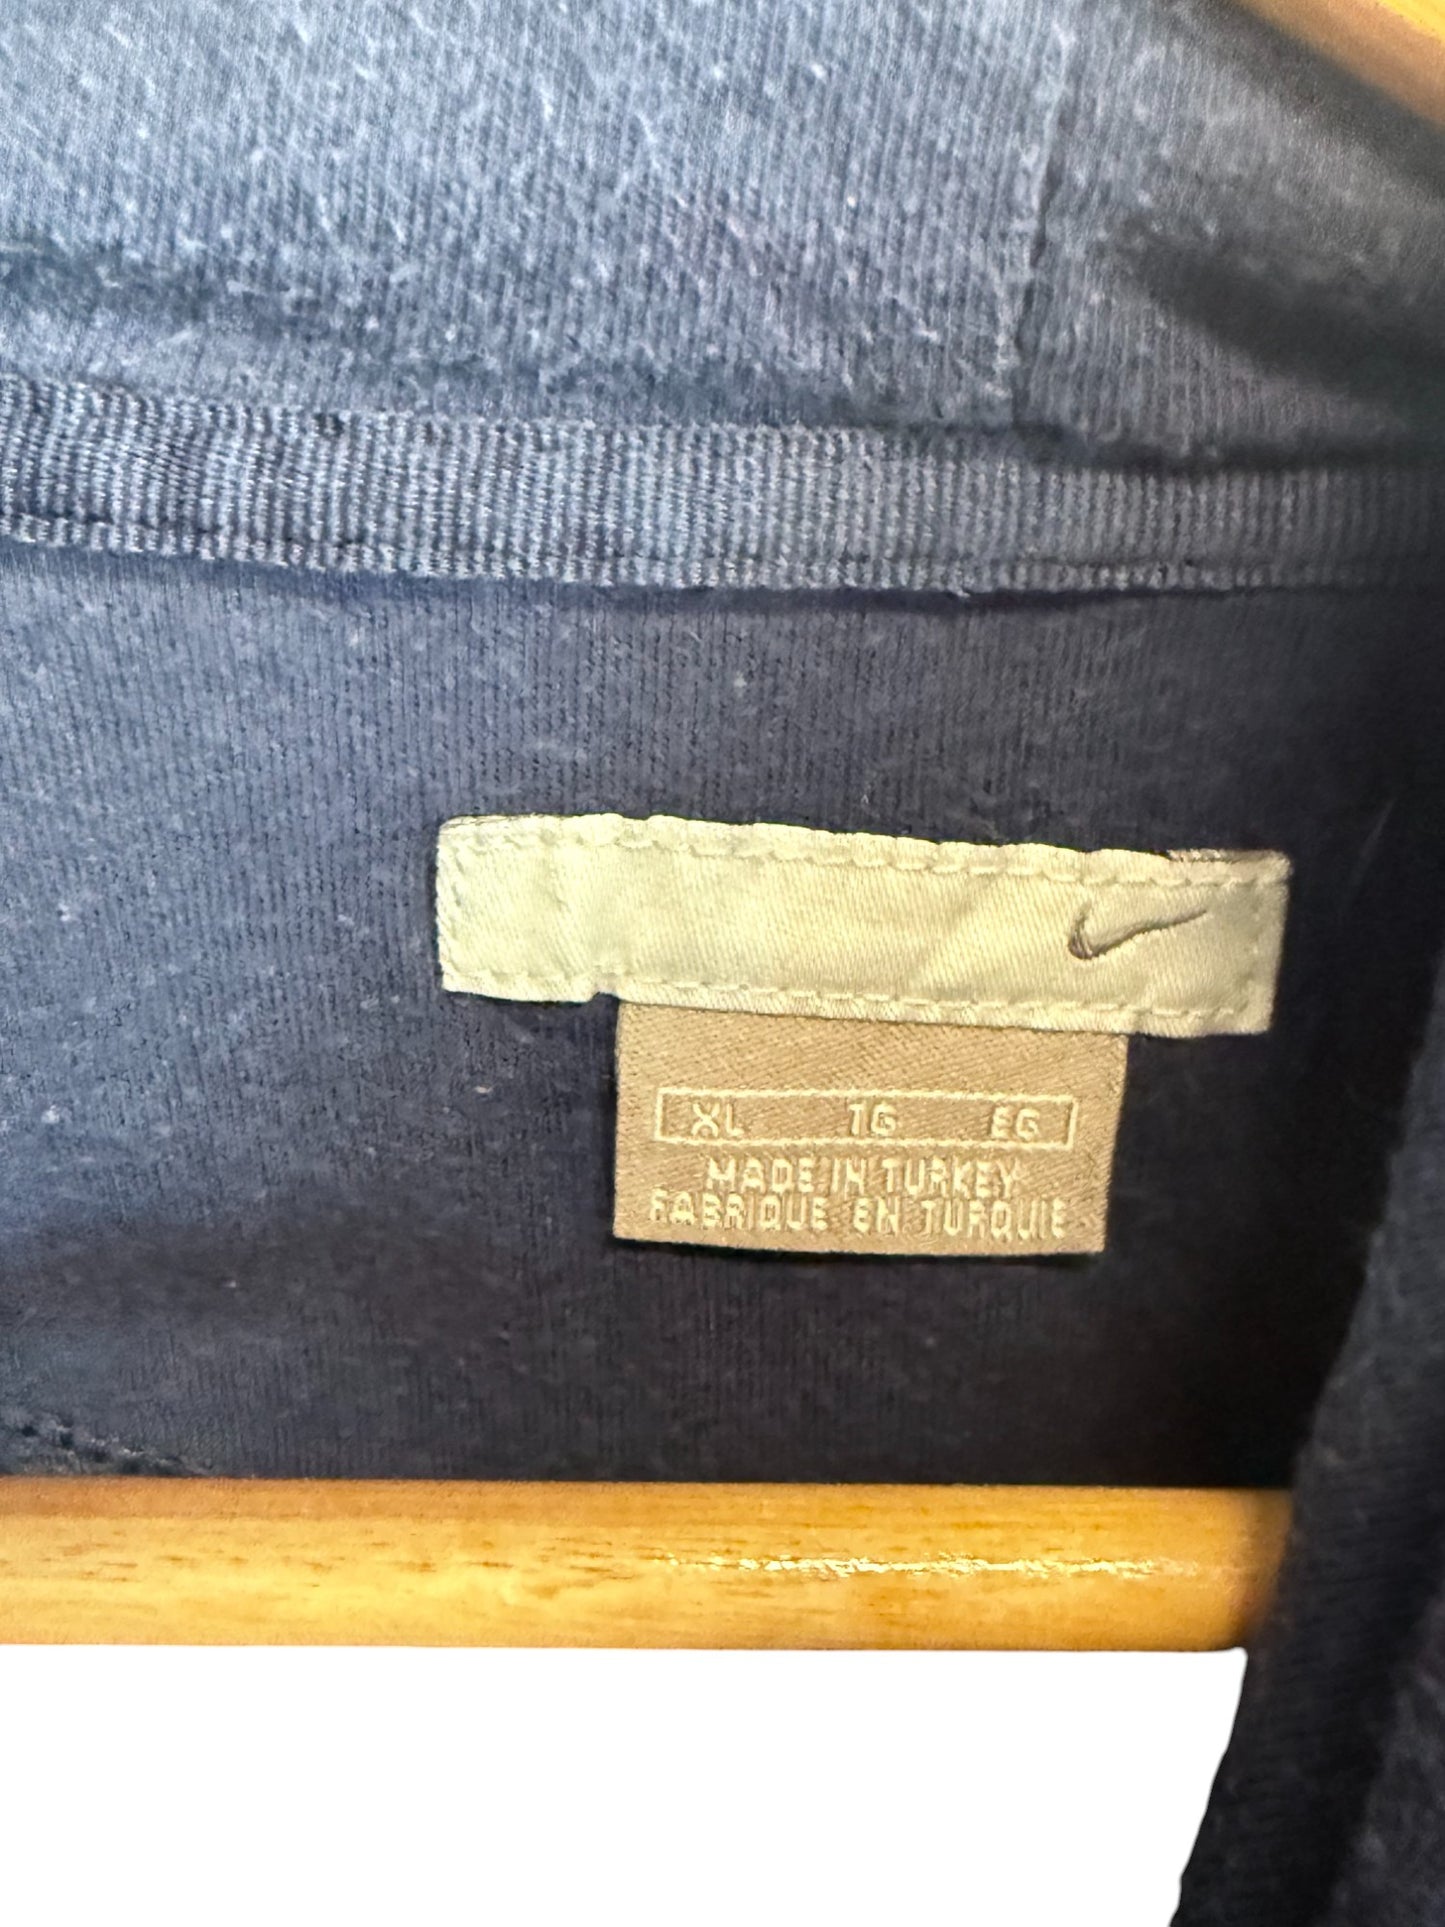 XL TG EG
MADE IN TURKEY
FABRIQUE EN TURQUIE